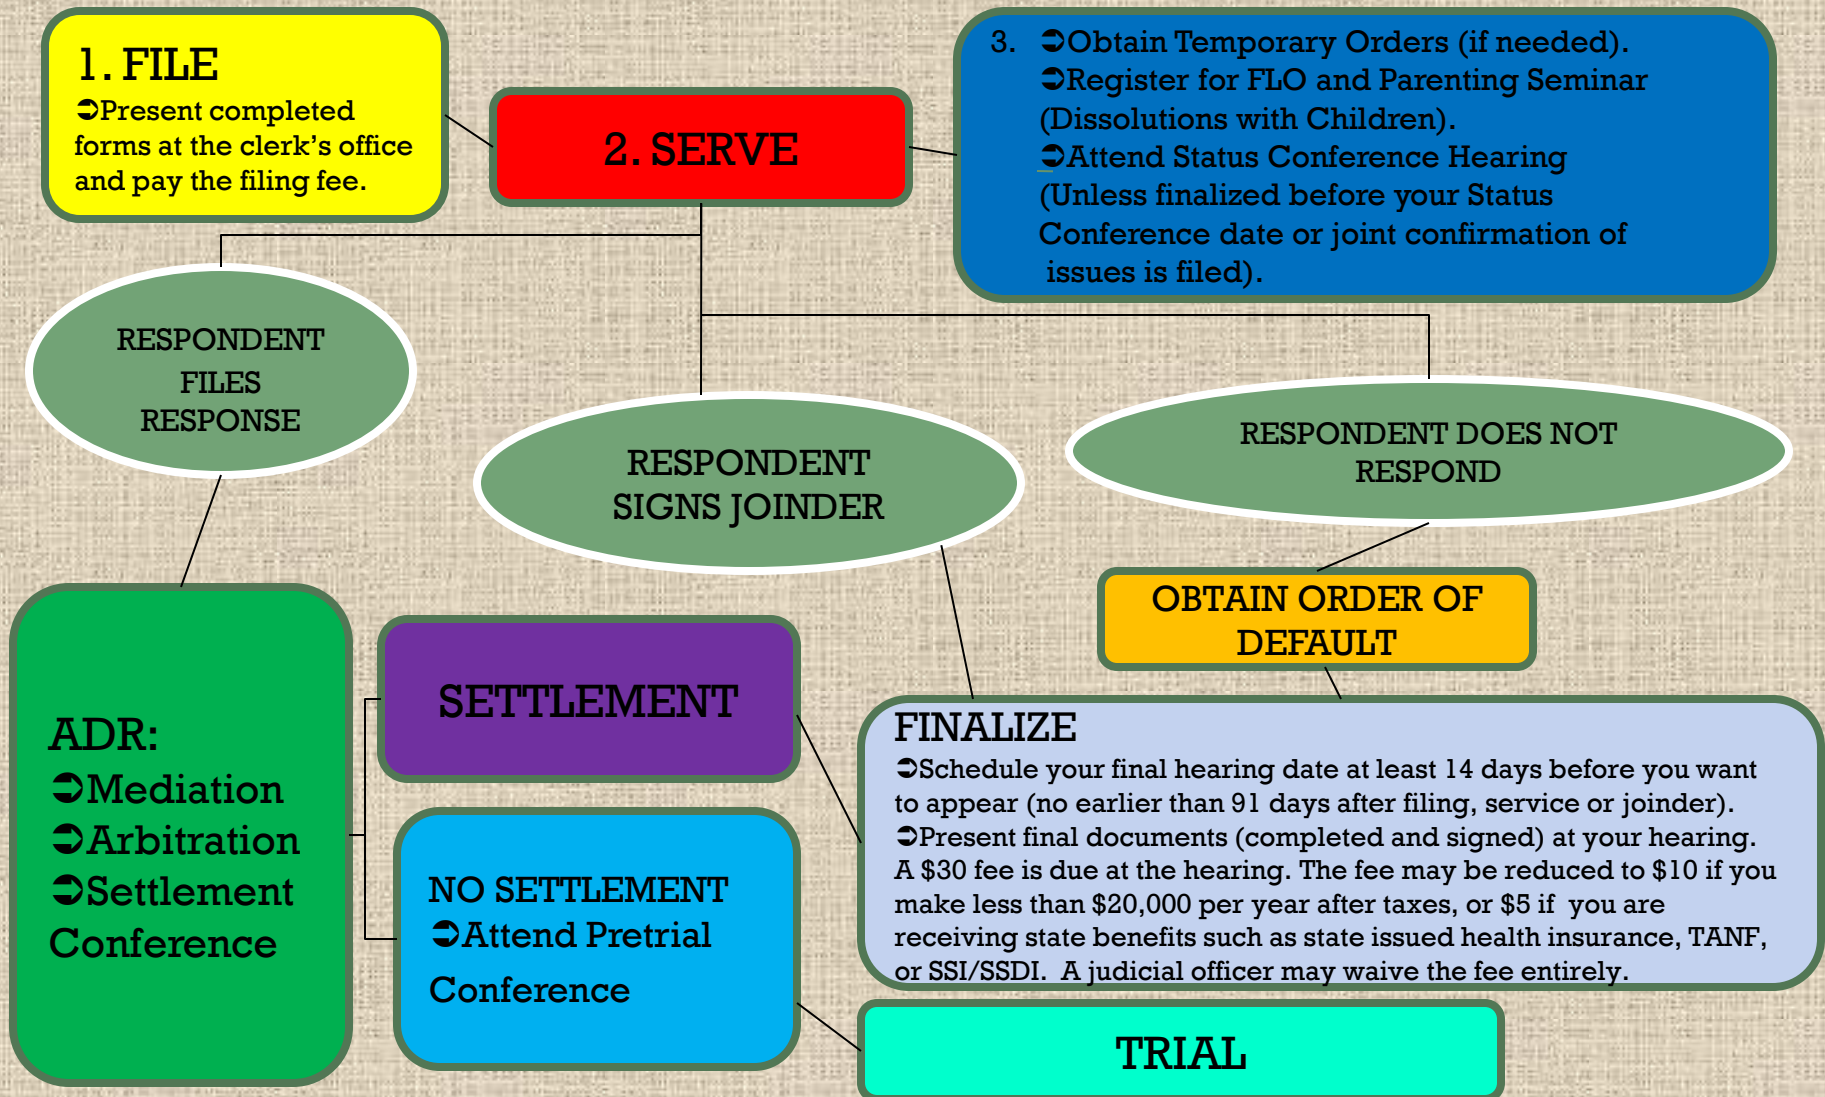 1. FILE
➲Present completed
forms at the clerk's office
and pay the filing fee.
2. SERVE
3. ➲Obtain Temporary Orders (if needed).
➲Register for FLO and Parenting Seminar
(Dissolutions with Children).
➲Attend Status Conference Hearing
(Unless finalized before your Status
Conference date or joint confirmation of
issues is filed).
RESPONDENT
FILES
RESPONSE
RESPONDENT
SIGNS JOINDER
RESPONDENT DOES NOT
RESPOND
OBTAIN ORDER OF
DEFAULT
ADR:
➲Mediation
➲Arbitration
➲Settlement
Conference
SETTLEMENT
NO SETTLEMENT
➲Attend Pretrial
Conference
FINALIZE
➲Schedule your final hearing date at least 14 days before you want
to appear (no earlier than 91 days after filing, service or joinder).
➲Present final documents (completed and signed) at your hearing.
A $30 fee is due at the hearing. The fee may be reduced to $10 if you
make less than $20,000 per year after taxes, or $5 if you are
receiving state benefits such as state issued health insurance, TANF,
or SSI/SSDI. A judicial officer may waive the fee entirely.
TRIAL